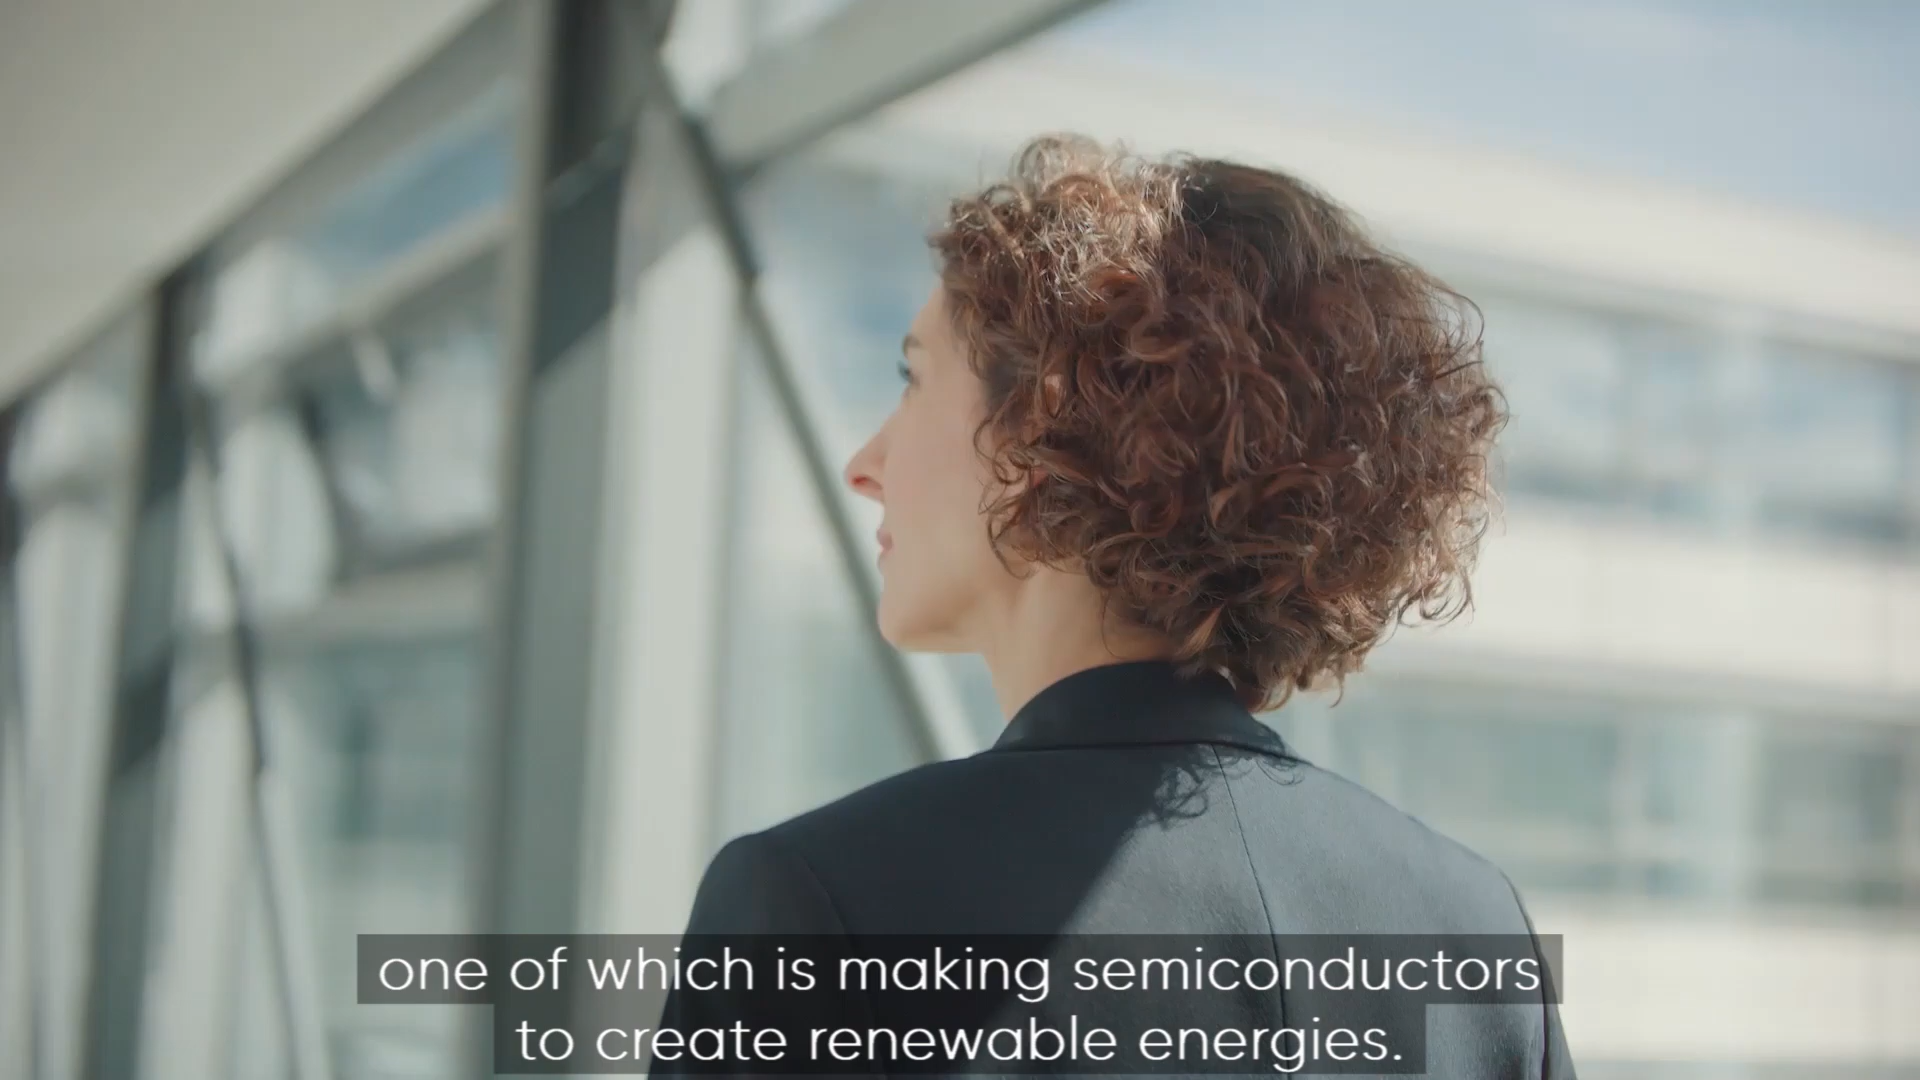 one of which is making semiconductors
to create renewable energies.